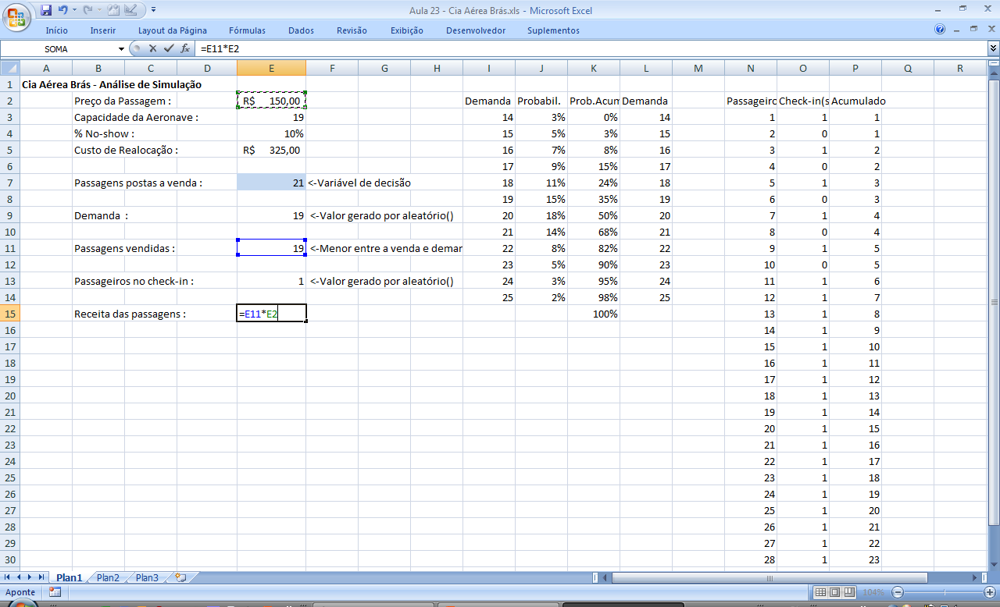 Aula 23 - Cia Aérea Brás.xls - Microsoft Excel
Início Inserir Layout da Página Fórmulas Dados Revisão Exibição Desenvolvedor Suplementos
SOMA fx =E11*E2
A B C D E F G H I J K L M N O P Q R
1 Cia Aérea Brás - Análise de Simulação
2 Preço da Passagem : R$ 150,00 Demanda Probabil. Prob.Acum Demanda Passageiro Check-in(s Acumulado
3 Capacidade da Aeronave : 19 14 3% 0% 14 1 1 1
4 % No-show : 10% 15 5% 3% 15 2 0 1
5 Custo de Realocação : R$ 325,00 16 7% 8% 16 3 1 2
6 17 9% 15% 17 4 0 2
7 Passagens postas a venda : 21 <-Variável de decisão 18 11% 24% 18 5 1 3
8 19 15% 35% 19 6 0 3
9 Demanda : 19 <-Valor gerado por aleatório() 20 18% 50% 20 7 1 4
10 21 14% 68% 21 8 0 4
11 Passagens vendidas : 19 <-Menor entre a venda e demar 22 8% 82% 22 9 1 5
12 23 5% 90% 23 10 0 5
13 Passageiros no check-in : 1 <-Valor gerado por aleatório() 24 3% 95% 24 11 1 6
14 25 2% 98% 25 12 1 7
15 Receita das passagens : =E11*E2 100% 13 1 8
16 14 1 9
17 15 1 10
18 16 1 11
19 17 1 12
20 18 1 13
21 19 1 14
22 20 1 15
23 21 1 16
24 22 1 17
25 23 1 18
26 24 1 19
27 25 1 20
28 26 1 21
29 27 1 22
30 28 1 23
Plan1 Plan2 Plan3
Aponte 104%